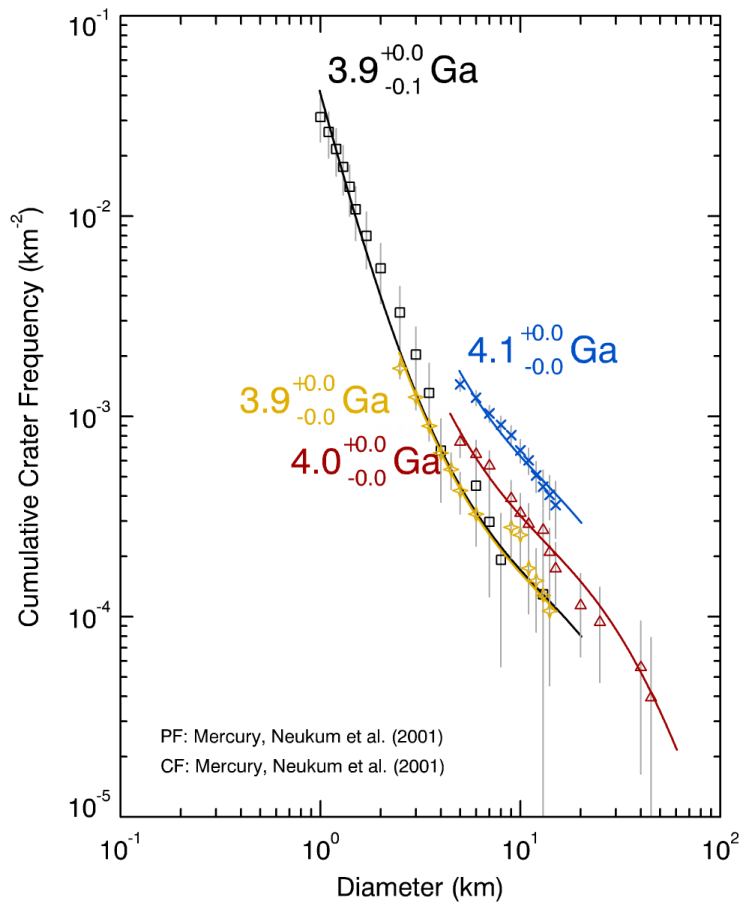 10^-1
3.9 +0.0 -0.1 Ga
10^-2
Cumulative Crater Frequency (km^-2)
4.1 +0.0 -0.0 Ga
10^-3
3.9 +0.0 -0.0 Ga
4.0 +0.0 -0.0 Ga
10^-4
PF: Mercury, Neukum et al. (2001)
CF: Mercury, Neukum et al. (2001)
10^-5
10^-1 10^0 10^1 10^2
Diameter (km)